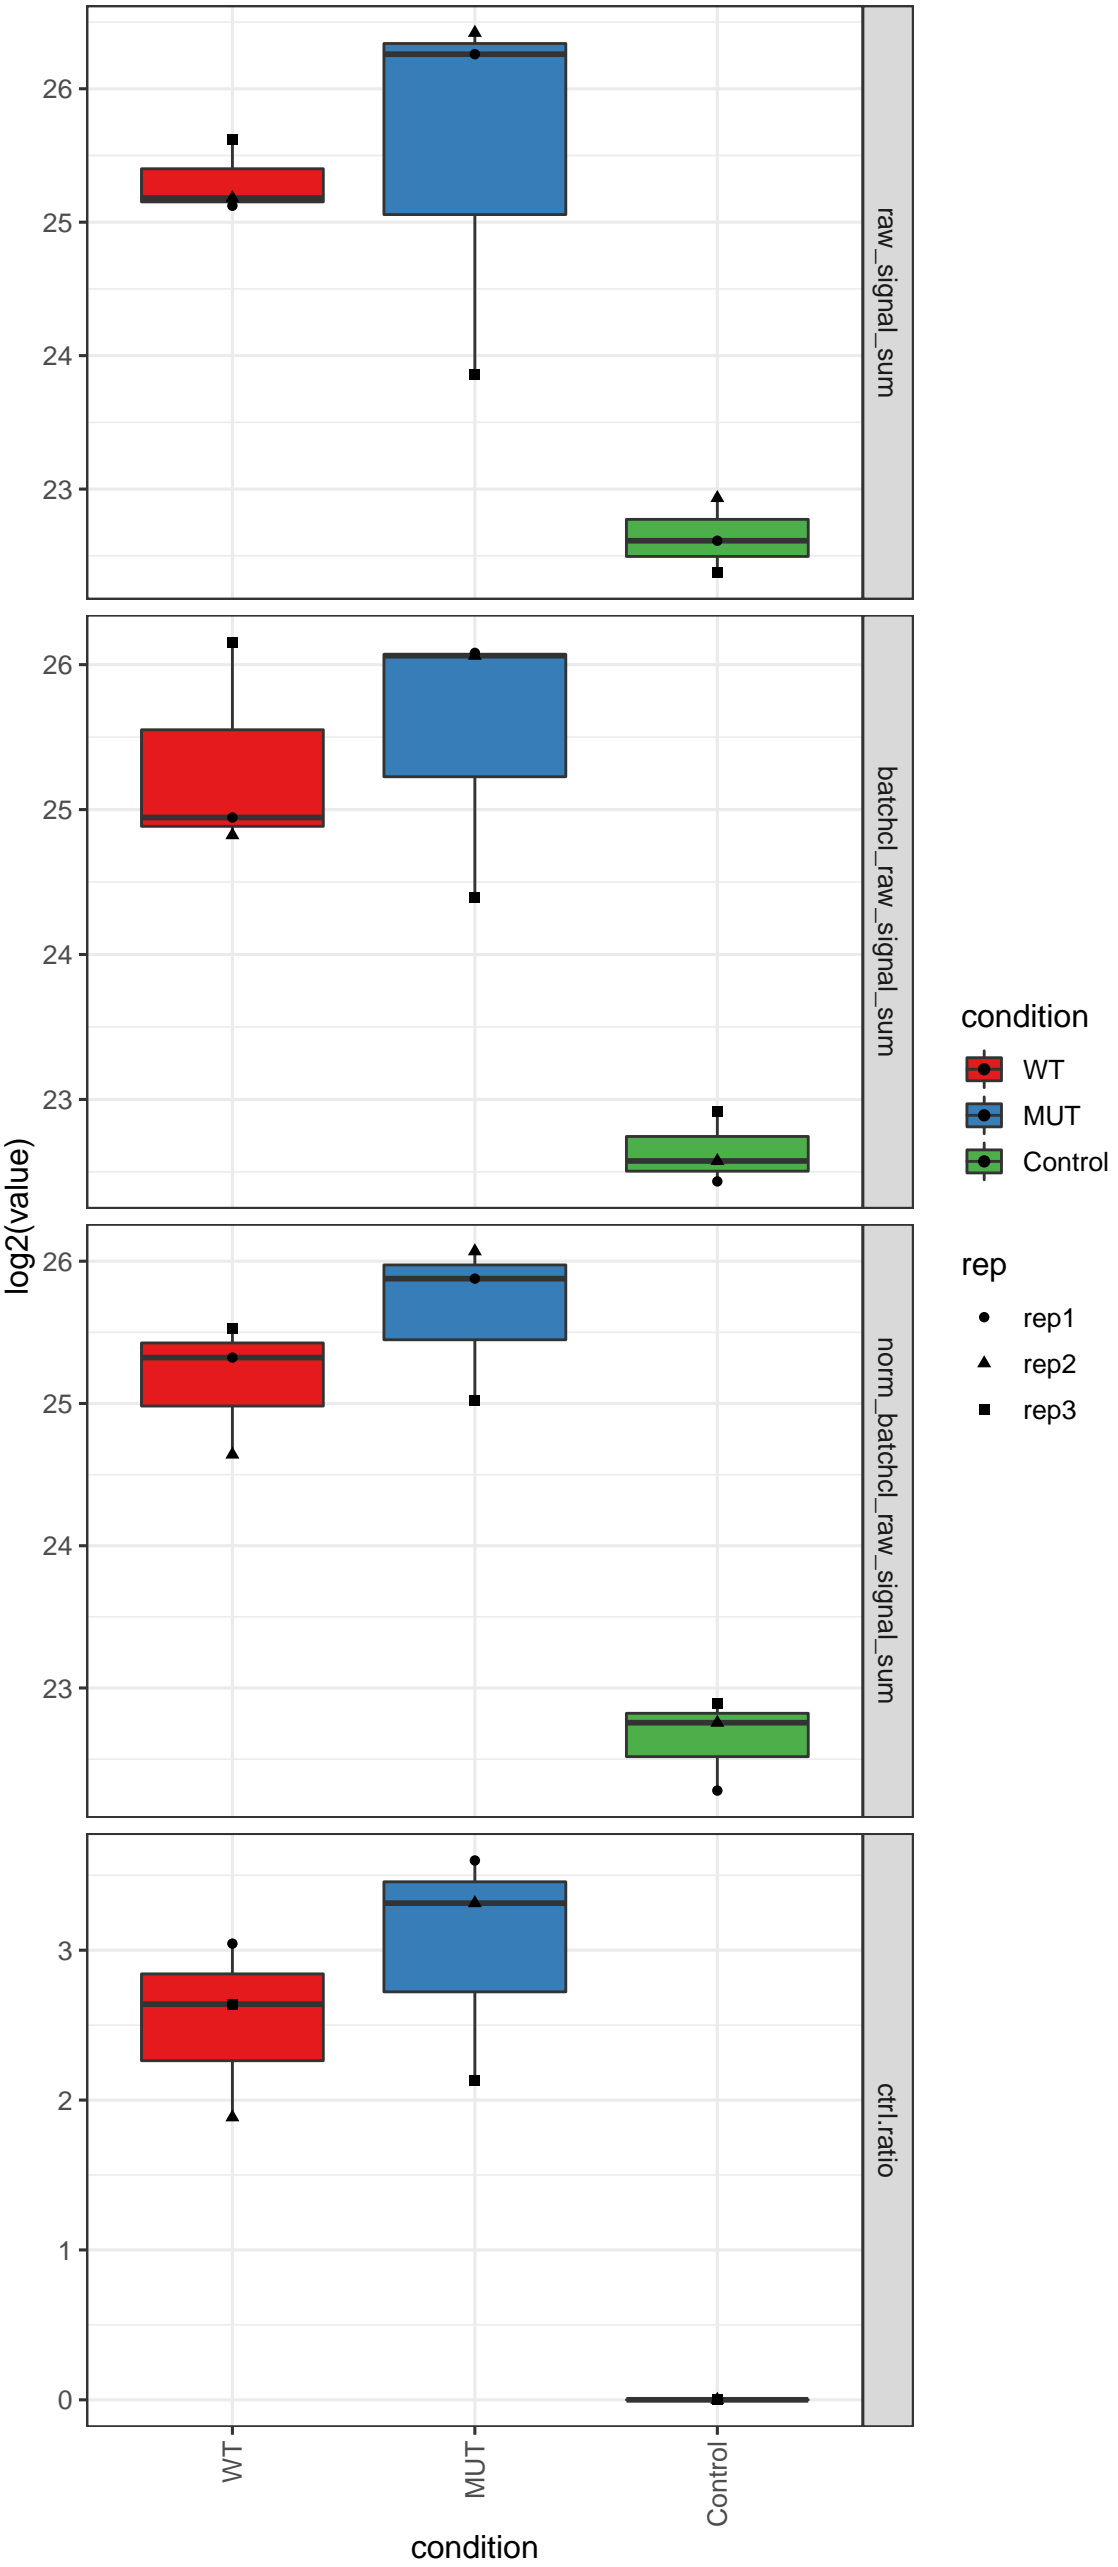 26
25
24
23
raw_signal_sum
26
25
24
23
batchcl_raw_signal_sum
26
25
24
23
norm_batchcl_raw_signal_sum
3
2
1
0
ctrl.ratio
log2(value)
WT
MUT
Control
condition
condition
WT
MUT
Control
rep
rep1
rep2
rep3